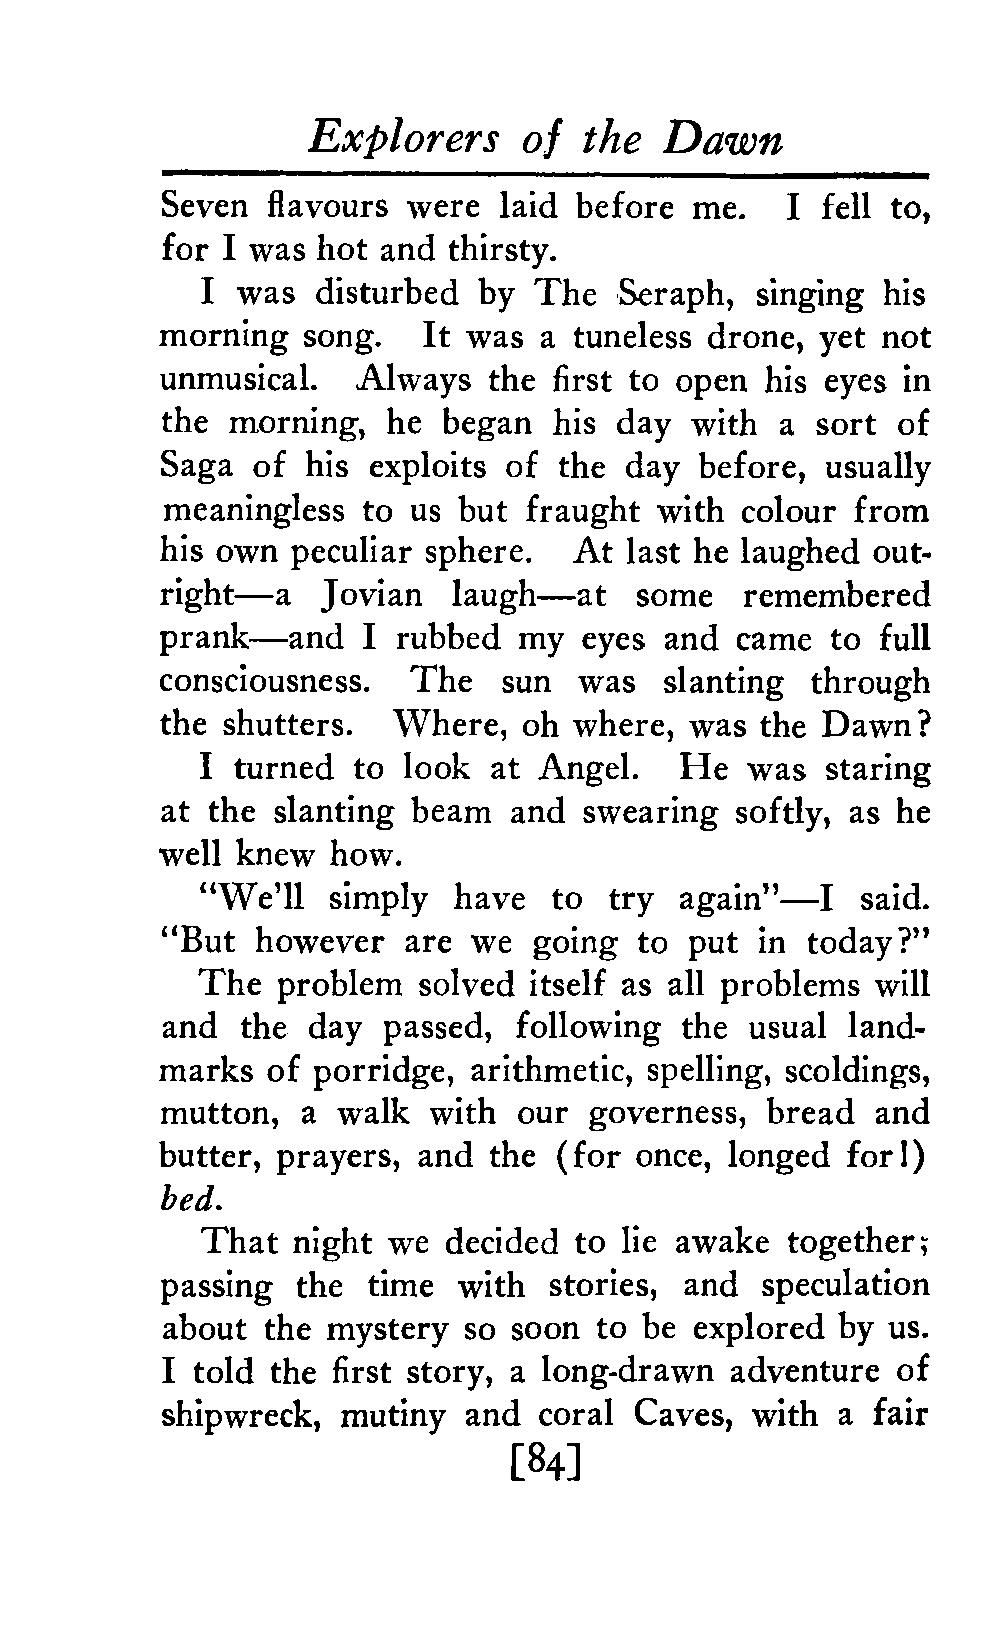 Explorers of the Dawn
Seven flavours were laid before me. I fell to,
for I was hot and thirsty.
I was disturbed by The Seraph, singing his
morning song. It was a tuneless drone, yet not
unmusical. Always the first to open his eyes in
the morning, he began his day with a sort of
Saga of his exploits of the day before, usually
meaningless to us but fraught with colour from
his own peculiar sphere. At last he laughed out-
right—a Jovian laugh—at some remembered
prank—and I rubbed my eyes and came to full
consciousness. The sun was slanting through
the shutters. Where, oh where, was the Dawn?
I turned to look at Angel. He was staring
at the slanting beam and swearing softly, as he
well knew how.
"We'll simply have to try again"—I said.
"But however are we going to put in today?"
The problem solved itself as all problems will
and the day passed, following the usual land-
marks of porridge, arithmetic, spelling, scoldings,
mutton, a walk with our governess, bread and
butter, prayers, and the (for once, longed for!)
bed.
That night we decided to lie awake together;
passing the time with stories, and speculation
about the mystery so soon to be explored by us.
I told the first story, a long-drawn adventure of
shipwreck, mutiny and coral Caves, with a fair
[84]